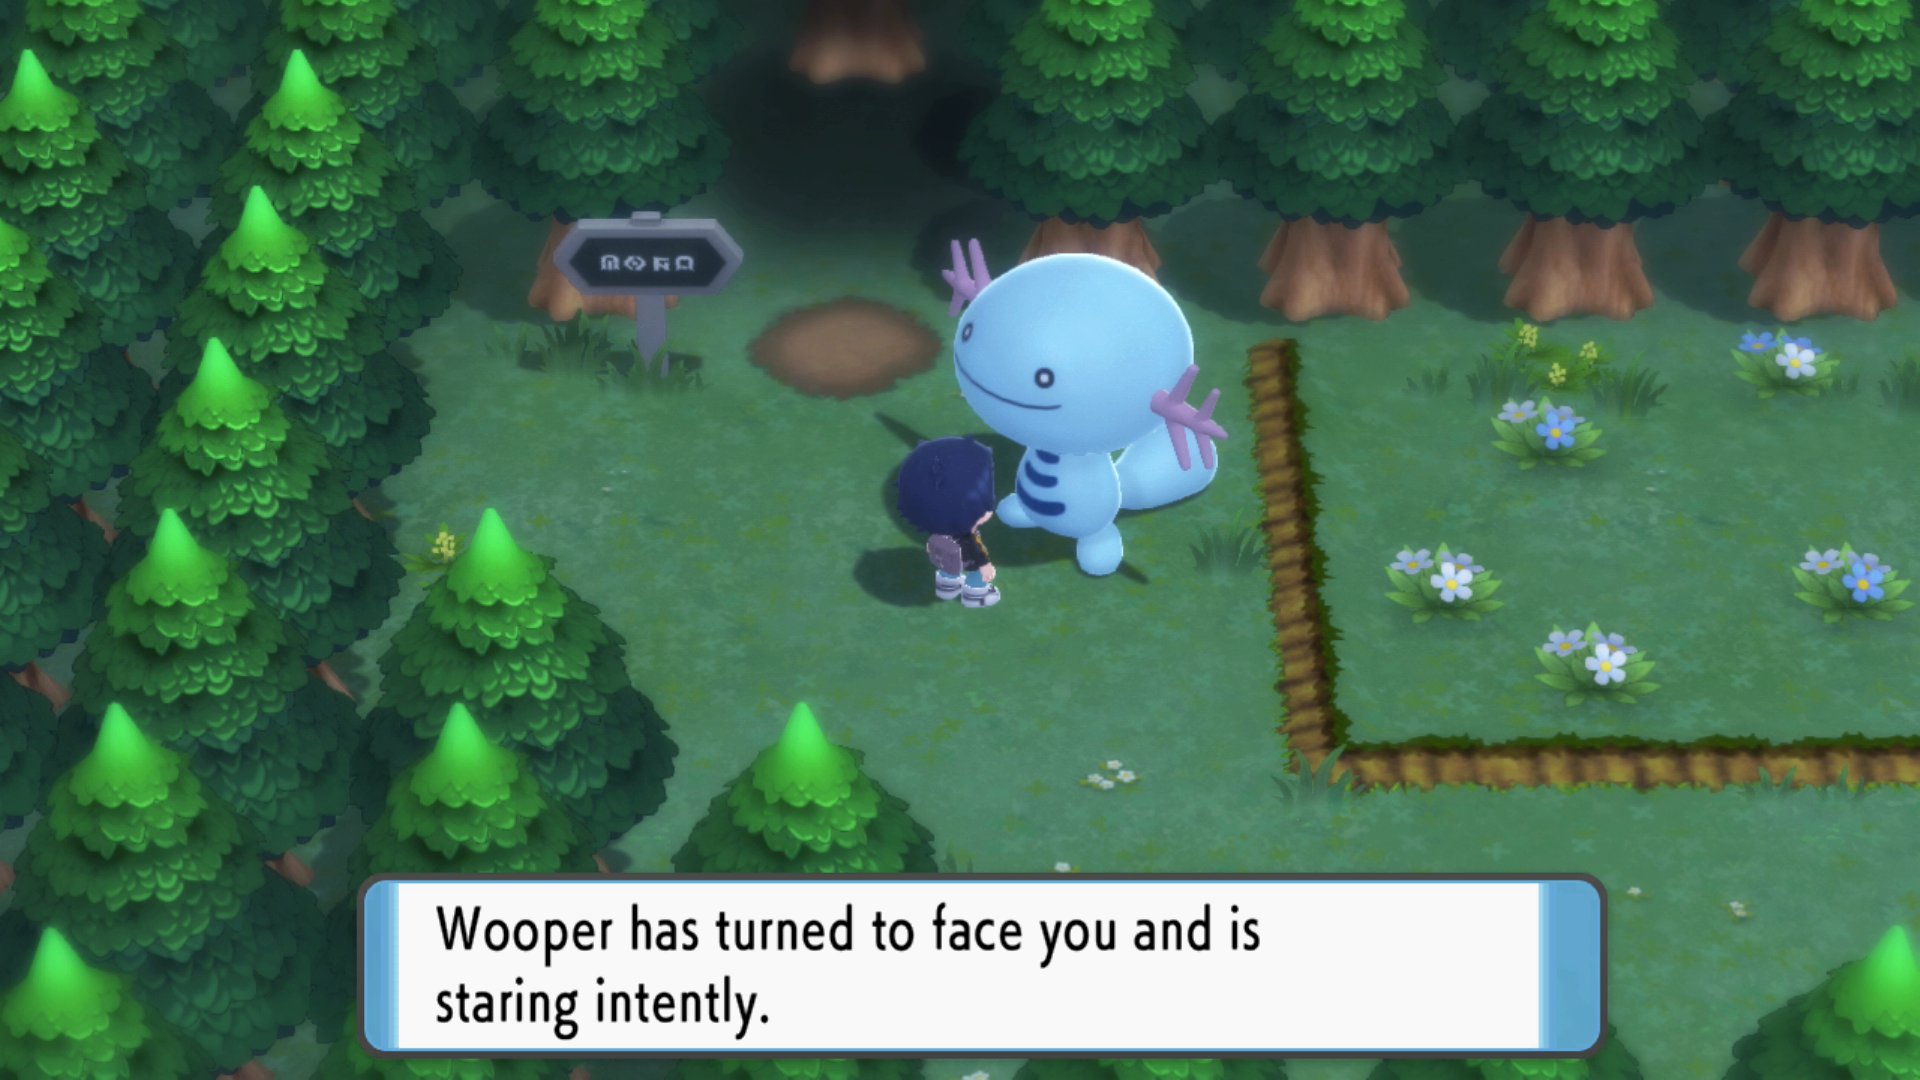 Wooper has turned to face you and is
staring intently.